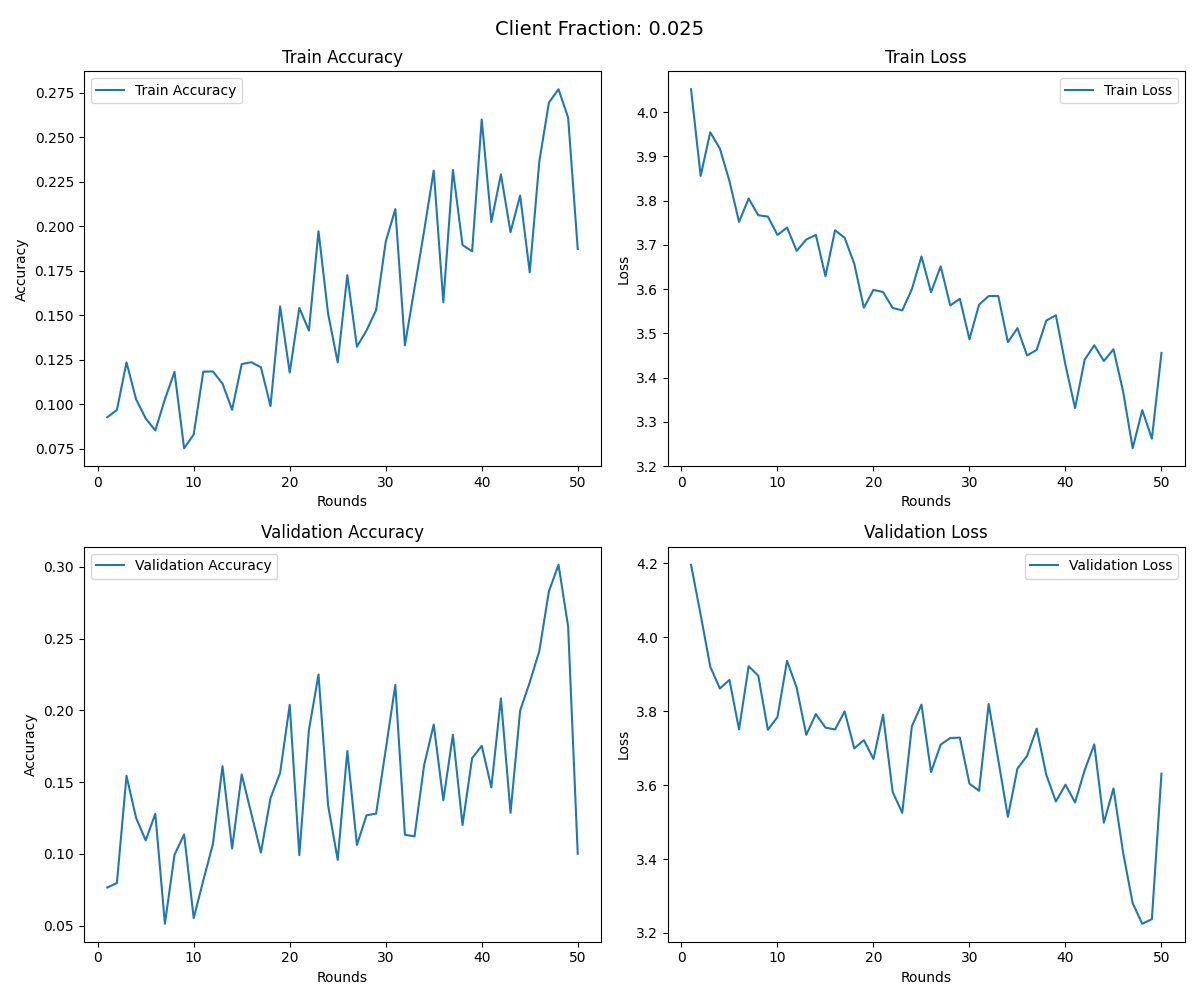 Client Fraction: 0.025
Train Accuracy
Train Accuracy
0.275
0.250
0.225
0.200
0.175
0.150
0.125
0.100
0.075
Accuracy
0 10 20 30 40 50
Rounds
Train Loss
Train Loss
4.0
3.9
3.8
3.7
3.6
3.5
3.4
3.3
3.2
Loss
0 10 20 30 40 50
Rounds
Validation Accuracy
Validation Accuracy
0.30
0.25
0.20
0.15
0.10
0.05
Accuracy
0 10 20 30 40 50
Rounds
Validation Loss
Validation Loss
4.2
4.0
3.8
3.6
3.4
3.2
Loss
0 10 20 30 40 50
Rounds